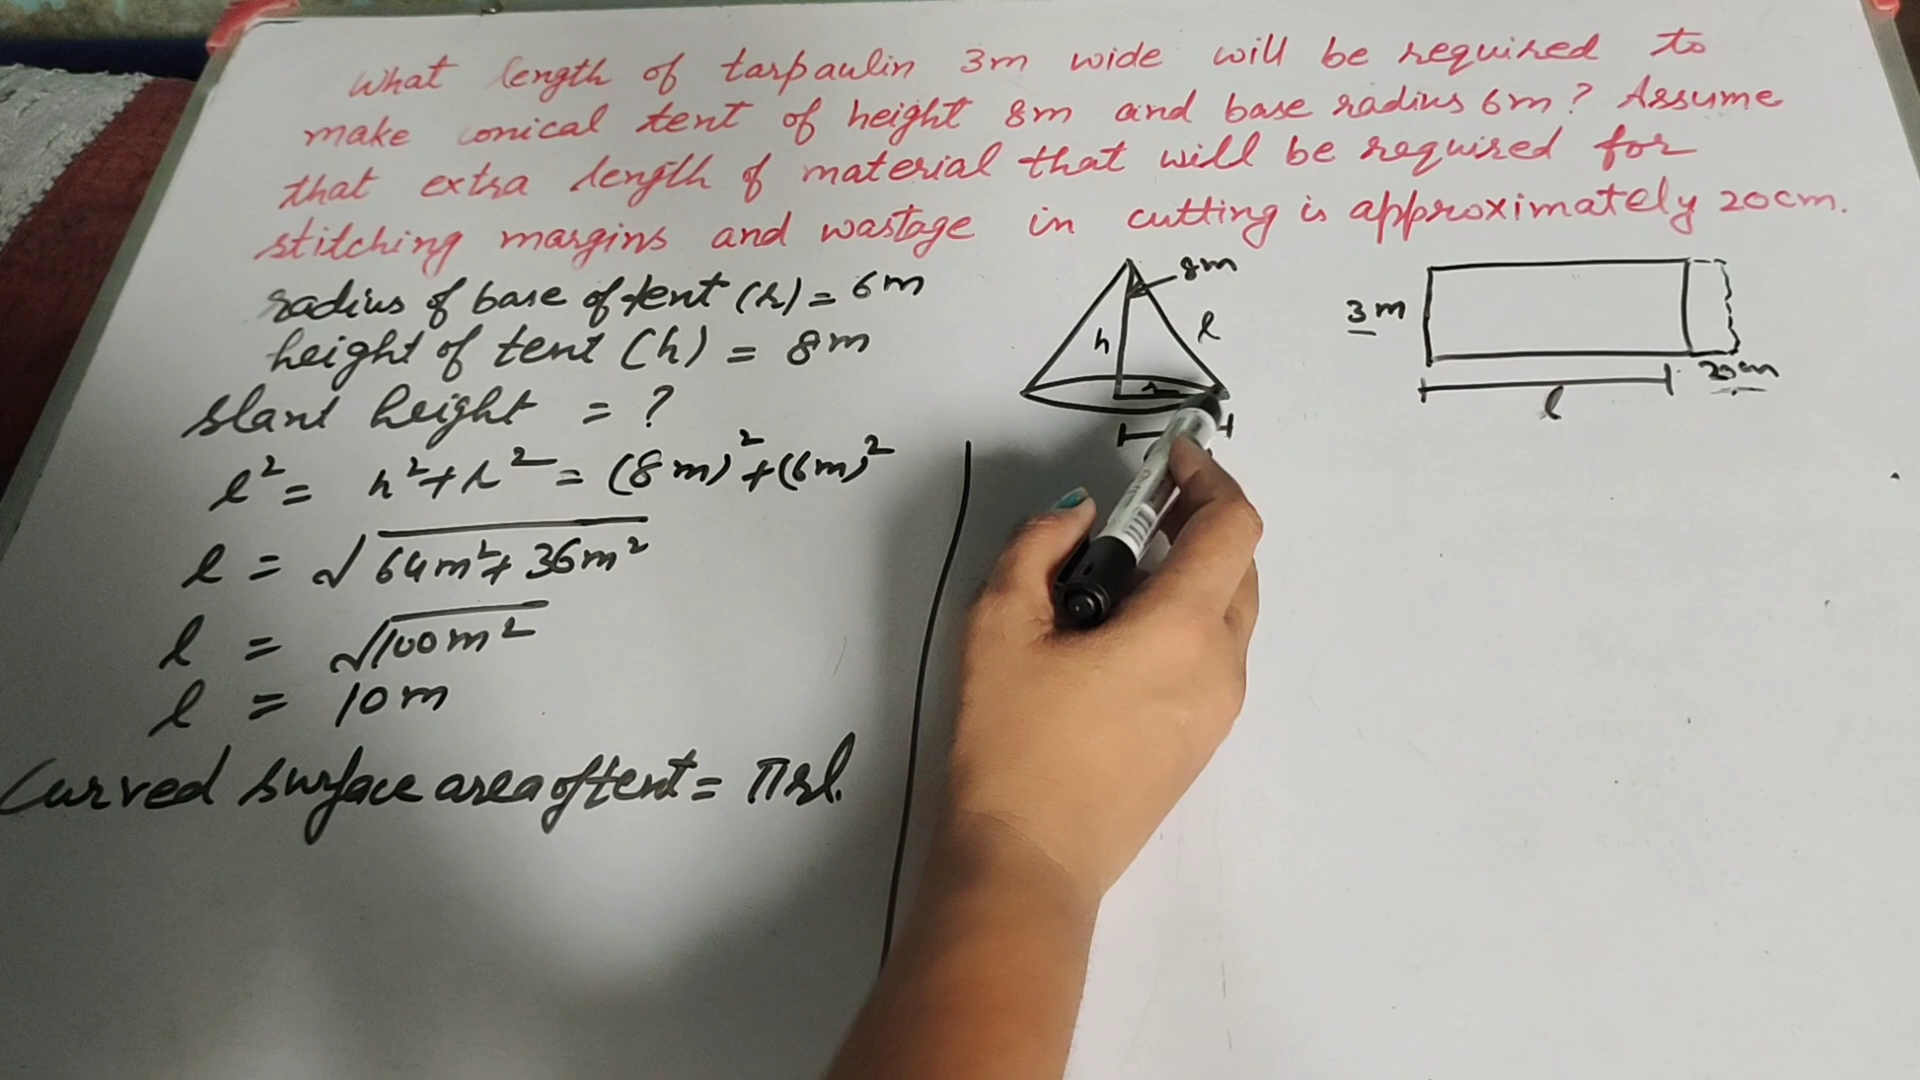 What length of tarpaulin 3m wide will be required to
make conical tent of height 8m and base radius 6m? Assume
that extra length of material that will be required for
stitching margins and wastage in cutting is approximately 20cm.
radius of base of tent (r) = 6m
height of tent (h) = 8m
slant height = ?
l² = h²+r² = (8m)²+(6m)²
l = √64m²+36m²
l = √100m²
l = 10m
Curved surface area of tent = πrl.
8m
h
l
r
3m
l
20cm